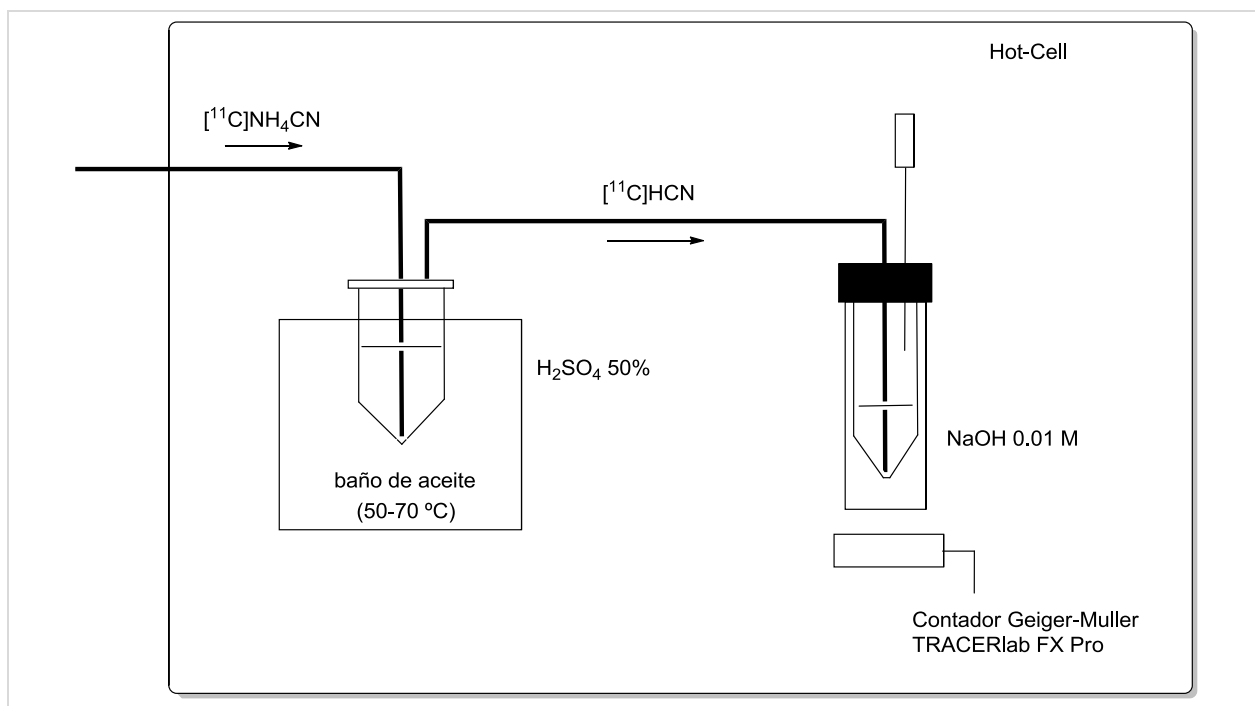 Hot-Cell
[¹¹C]NH₄CN
[¹¹C]HCN
H₂SO₄ 50%
NaOH 0.01 M
baño de aceite
(50-70 ºC)
Contador Geiger-Muller
TRACERlab FX Pro